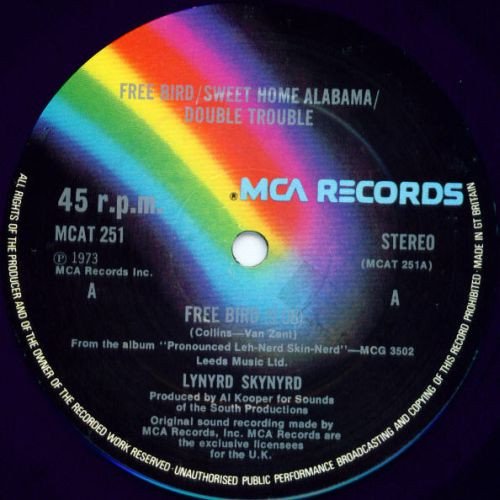 FREE BIRD/SWEET HOME ALABAMA/
DOUBLE TROUBLE
® MCA RECORDS
45 r.p.m.
MCAT 251
℗ 1973
MCA Records Inc.
A
STEREO
(MCAT 251A)
A
FREE BIRD
(Collins—Van Zant)
From the album "Pronounced Leh-Nerd Skin-Nerd"—MCG 3502
Leeds Music Ltd.
LYNYRD SKYNYRD
Produced by Al Kooper for Sounds
of the South Productions
Original sound recording made by
MCA Records, Inc. MCA Records are
the exclusive licensees
for the U.K.
ALL RIGHTS OF THE PRODUCER AND OF THE OWNER OF THE RECORDED WORK RESERVED · UNAUTHORISED PUBLIC PERFORMANCE BROADCASTING AND COPYING OF THIS RECORD PROHIBITED · MADE IN GT BRITAIN